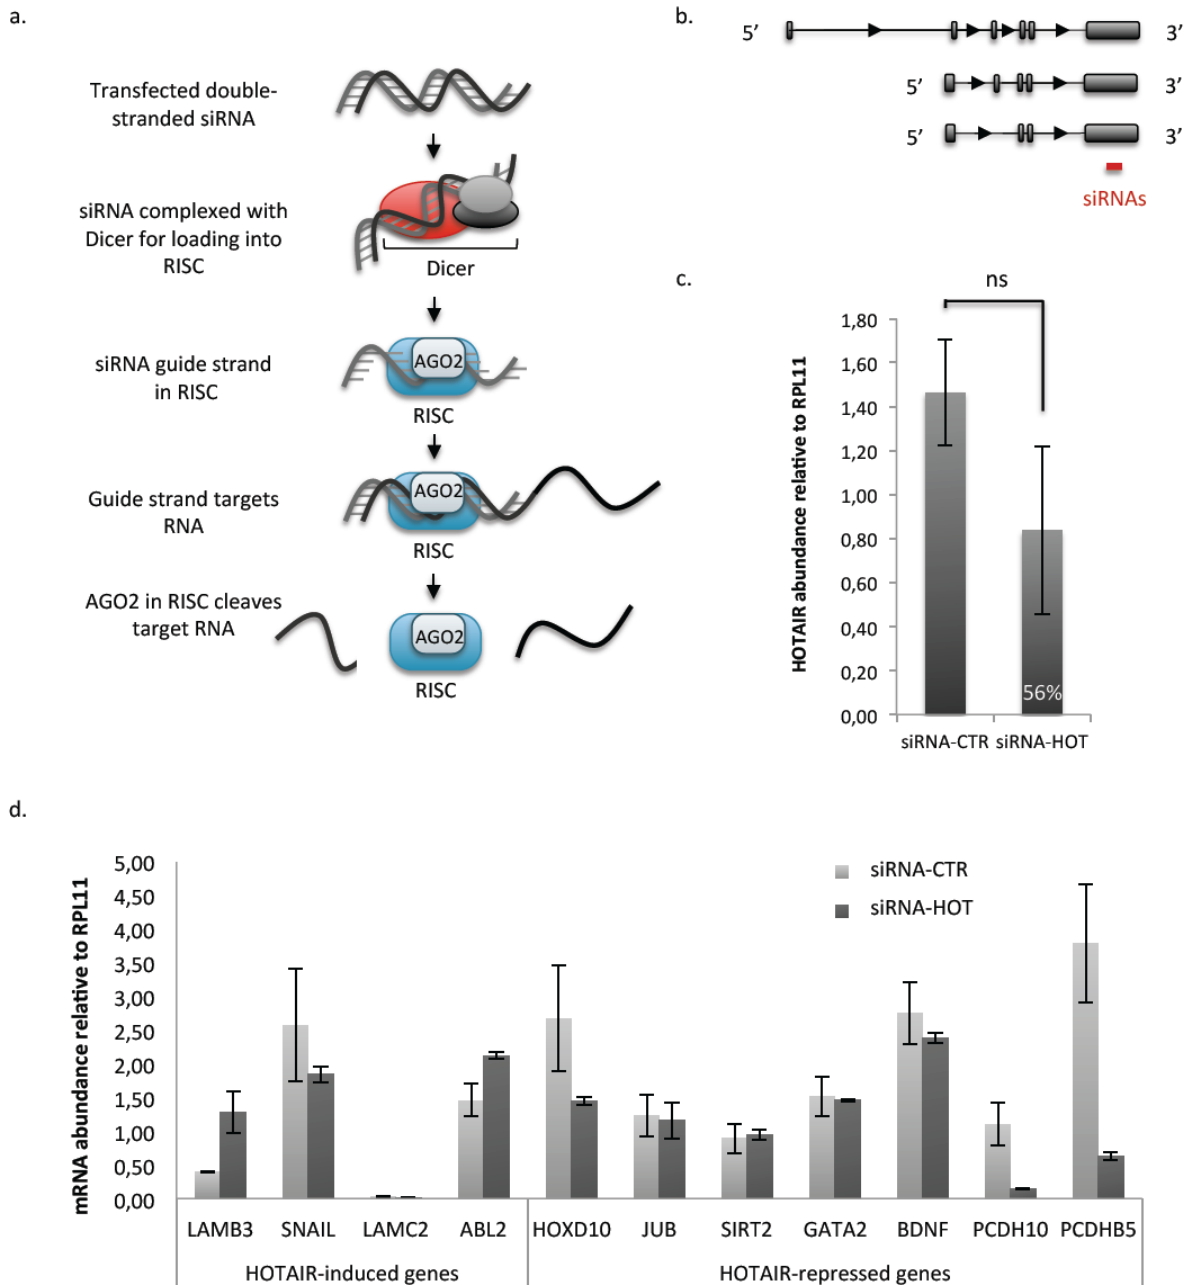 a.
Transfected double-
stranded siRNA
siRNA complexed with
Dicer for loading into
RISC
Dicer
siRNA guide strand
in RISC
AGO2
RISC
Guide strand targets
RNA
AGO2
RISC
AGO2 in RISC cleaves
target RNA
AGO2
RISC
b.
5’ 3’
5’ 3’
5’ 3’
siRNAs
c.
ns
HOTAIR abundance relative to RPL11
1,80
1,60
1,40
1,20
1,00
0,80
0,60
0,40
0,20
0,00
56%
siRNA-CTR siRNA-HOT
d.
mRNA abundance relative to RPL11
5,00
4,50
4,00
3,50
3,00
2,50
2,00
1,50
1,00
0,50
0,00
siRNA-CTR
siRNA-HOT
LAMB3 SNAIL LAMC2 ABL2 HOXD10 JUB SIRT2 GATA2 BDNF PCDH10 PCDHB5
HOTAIR-induced genes HOTAIR-repressed genes